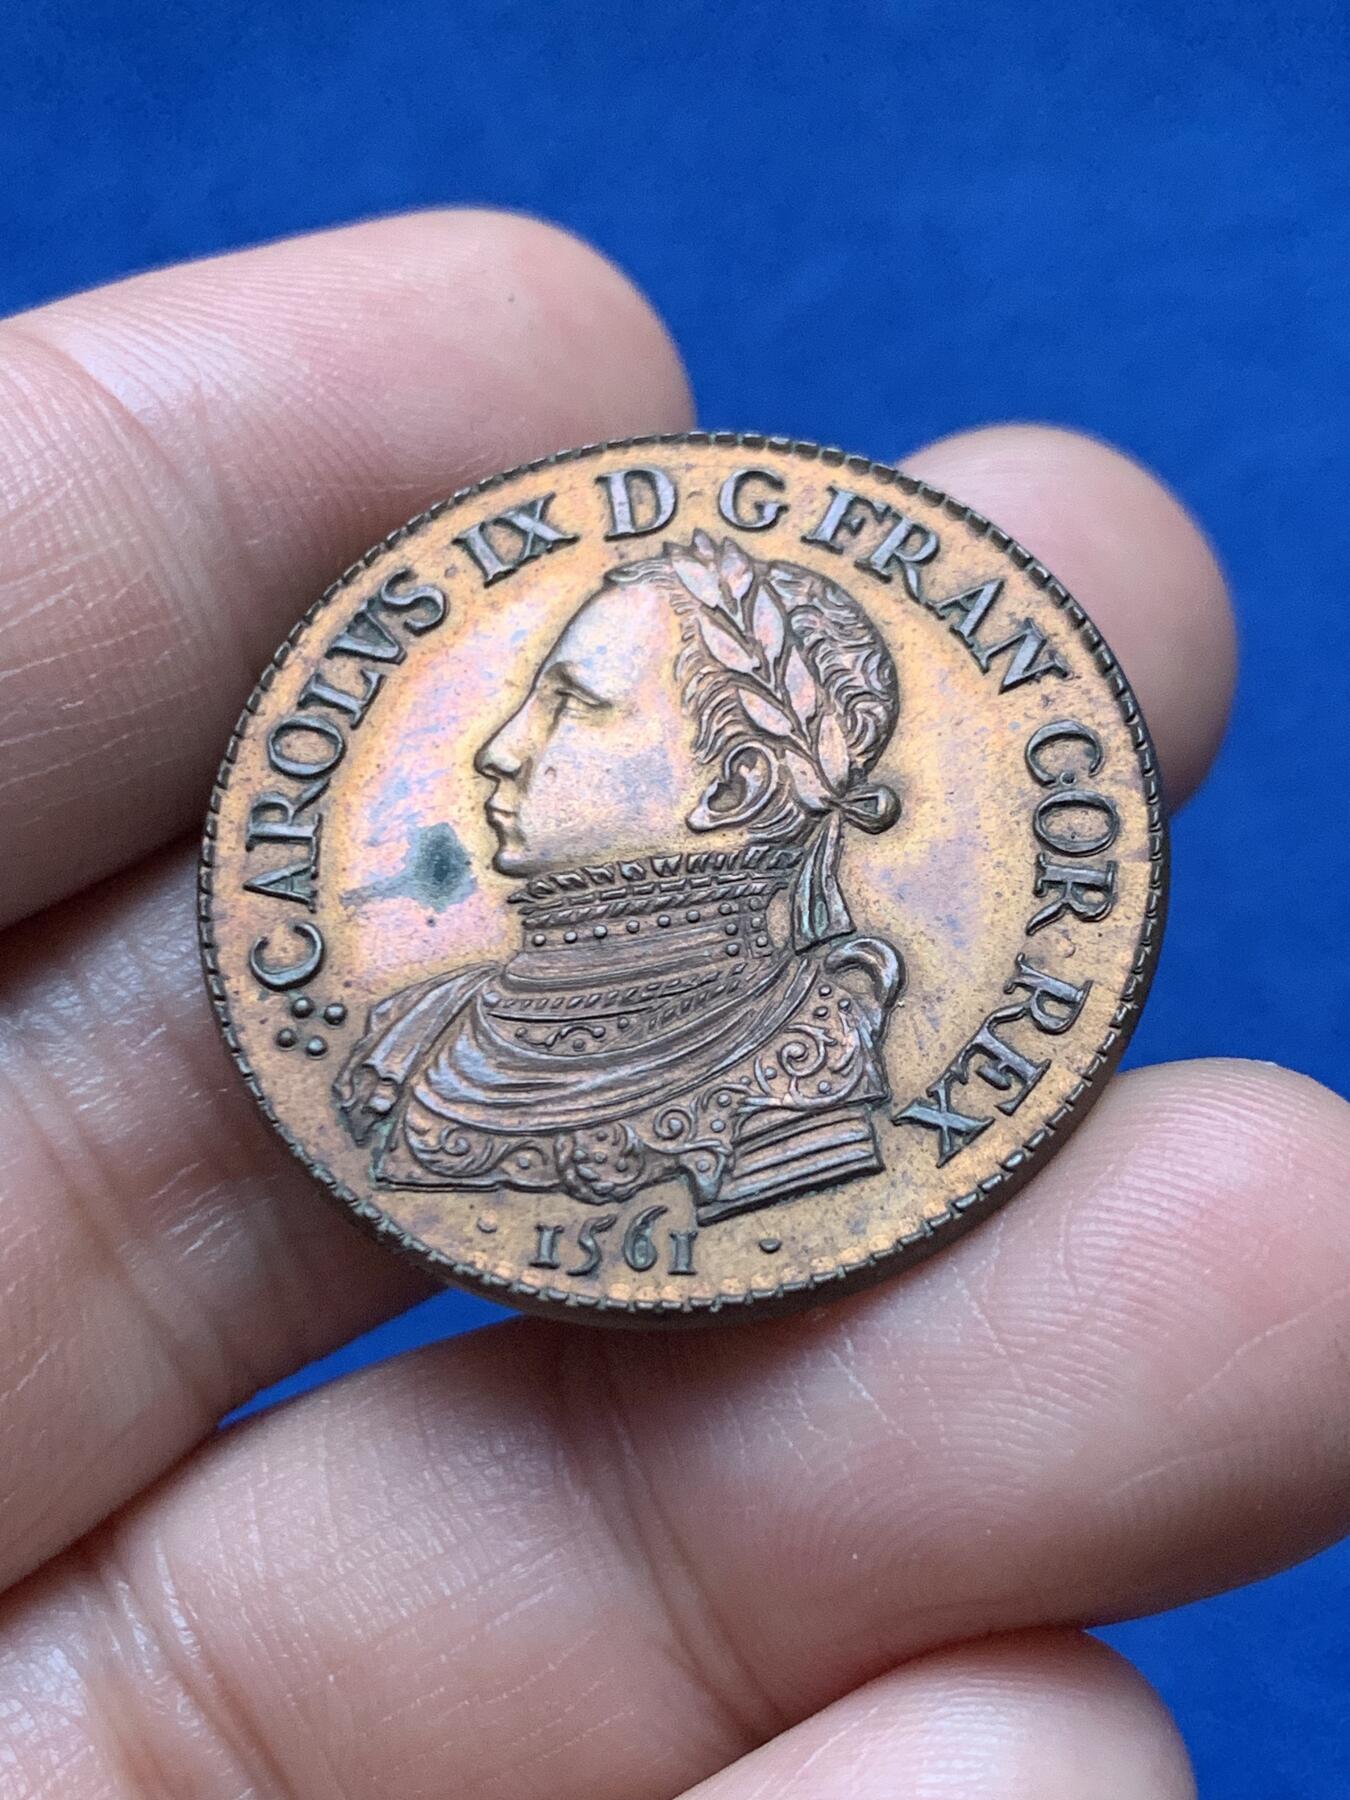 CAROLVS·IX D·G FRAN COR·REX
· 1561 ·